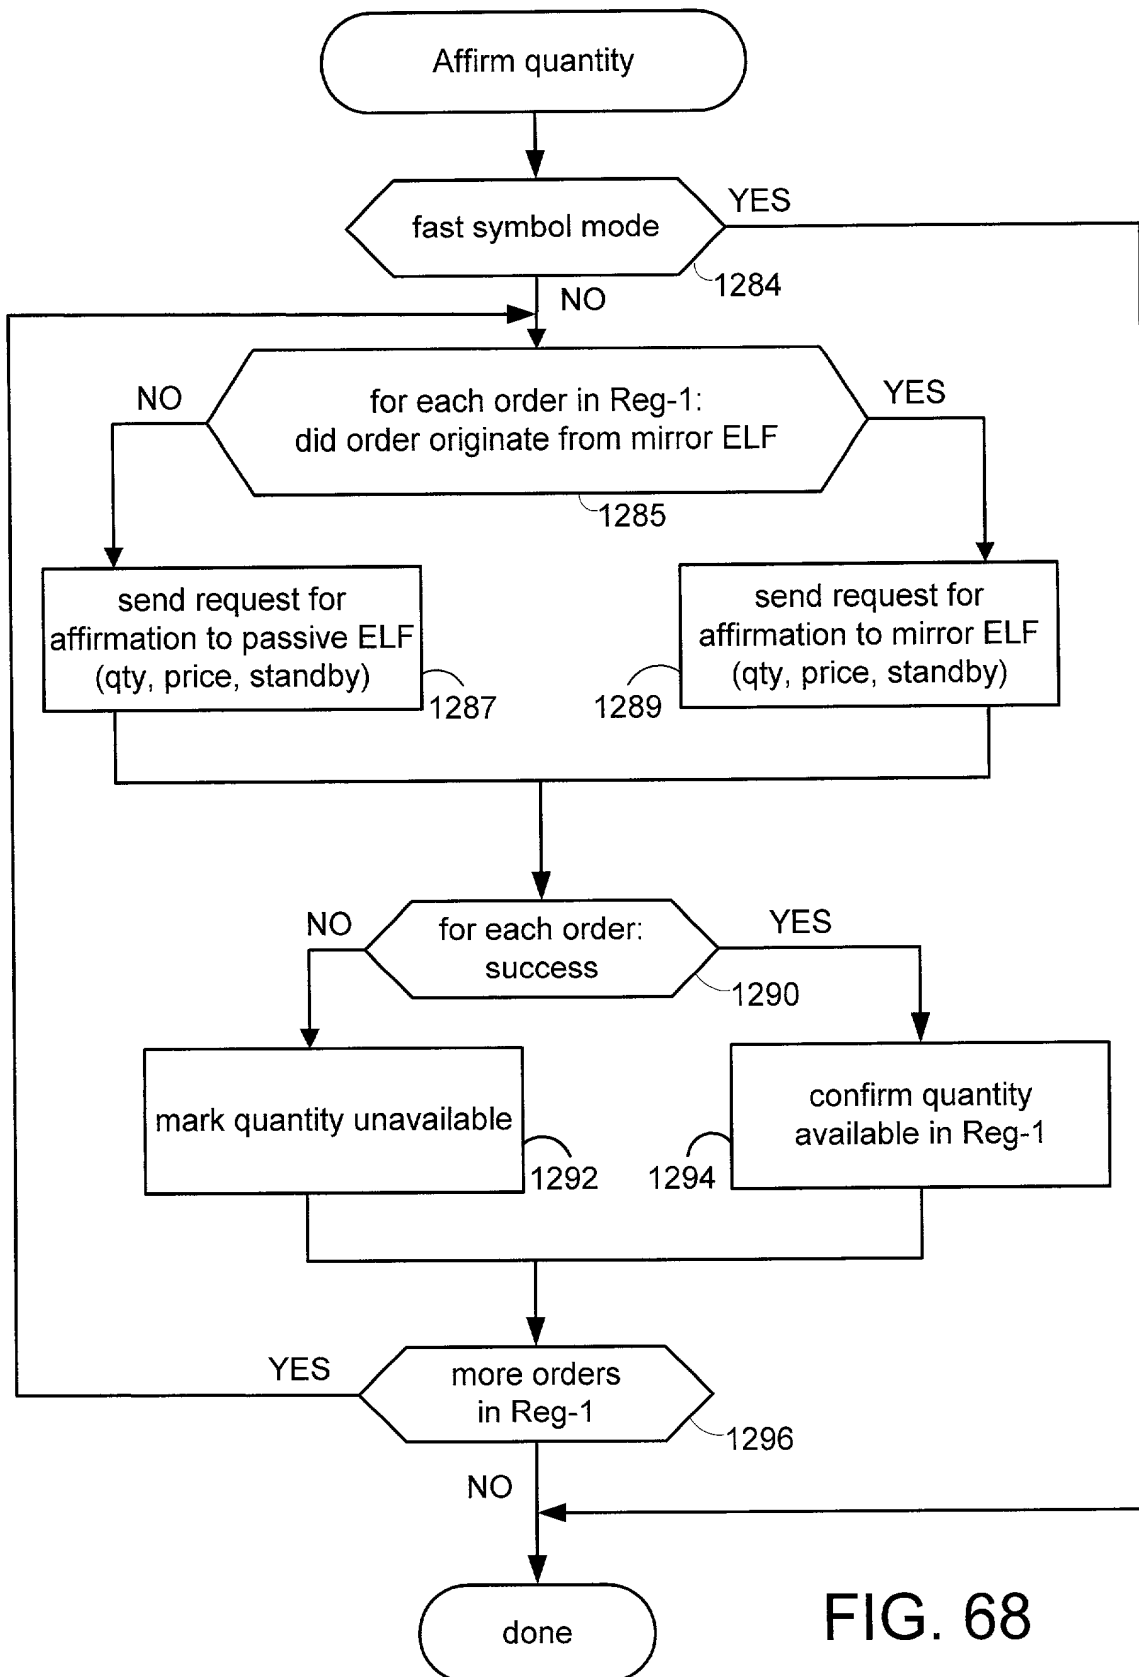 Affirm quantity
fast symbol mode
YES
1284
NO
for each order in Reg-1:
did order originate from mirror ELF
NO
YES
1285
send request for
affirmation to passive ELF
(qty, price, standby)
1287
send request for
affirmation to mirror ELF
(qty, price, standby)
1289
for each order:
success
NO
YES
1290
mark quantity unavailable
1292
confirm quantity
available in Reg-1
1294
more orders
in Reg-1
YES
1296
NO
done
FIG. 68